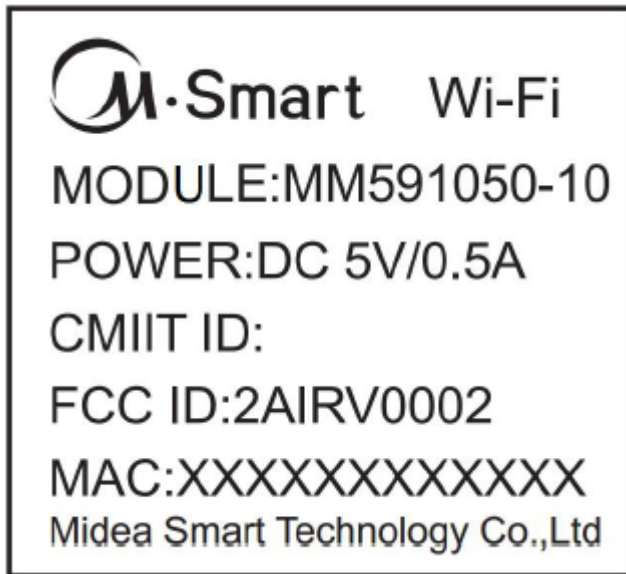 M·Smart Wi-Fi
MODULE:MM591050-10
POWER:DC 5V/0.5A
CMIIT ID:
FCC ID:2AIRV0002
MAC:XXXXXXXXXXXX
Midea Smart Technology Co.,Ltd